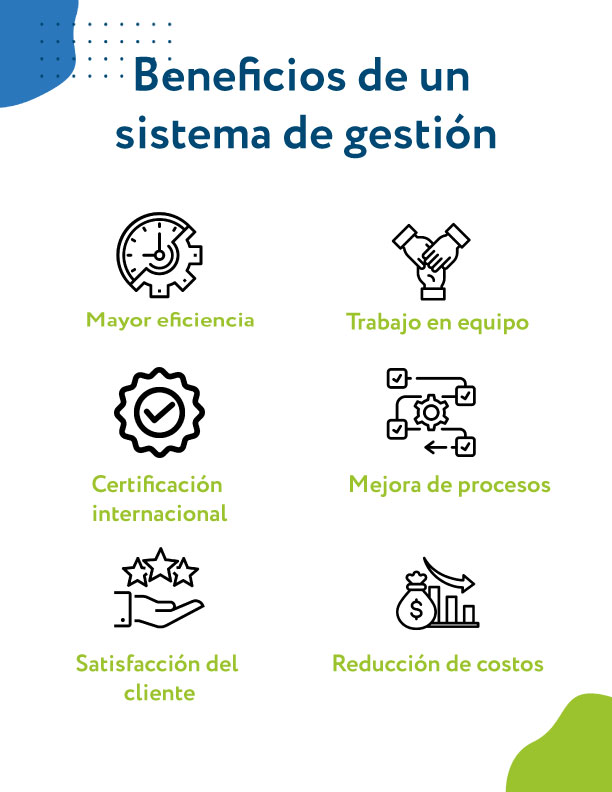 Beneficios de un
sistema de gestión
Mayor eficiencia
Trabajo en equipo
Certificación
internacional
Mejora de procesos
Satisfacción del
cliente
Reducción de costos
$